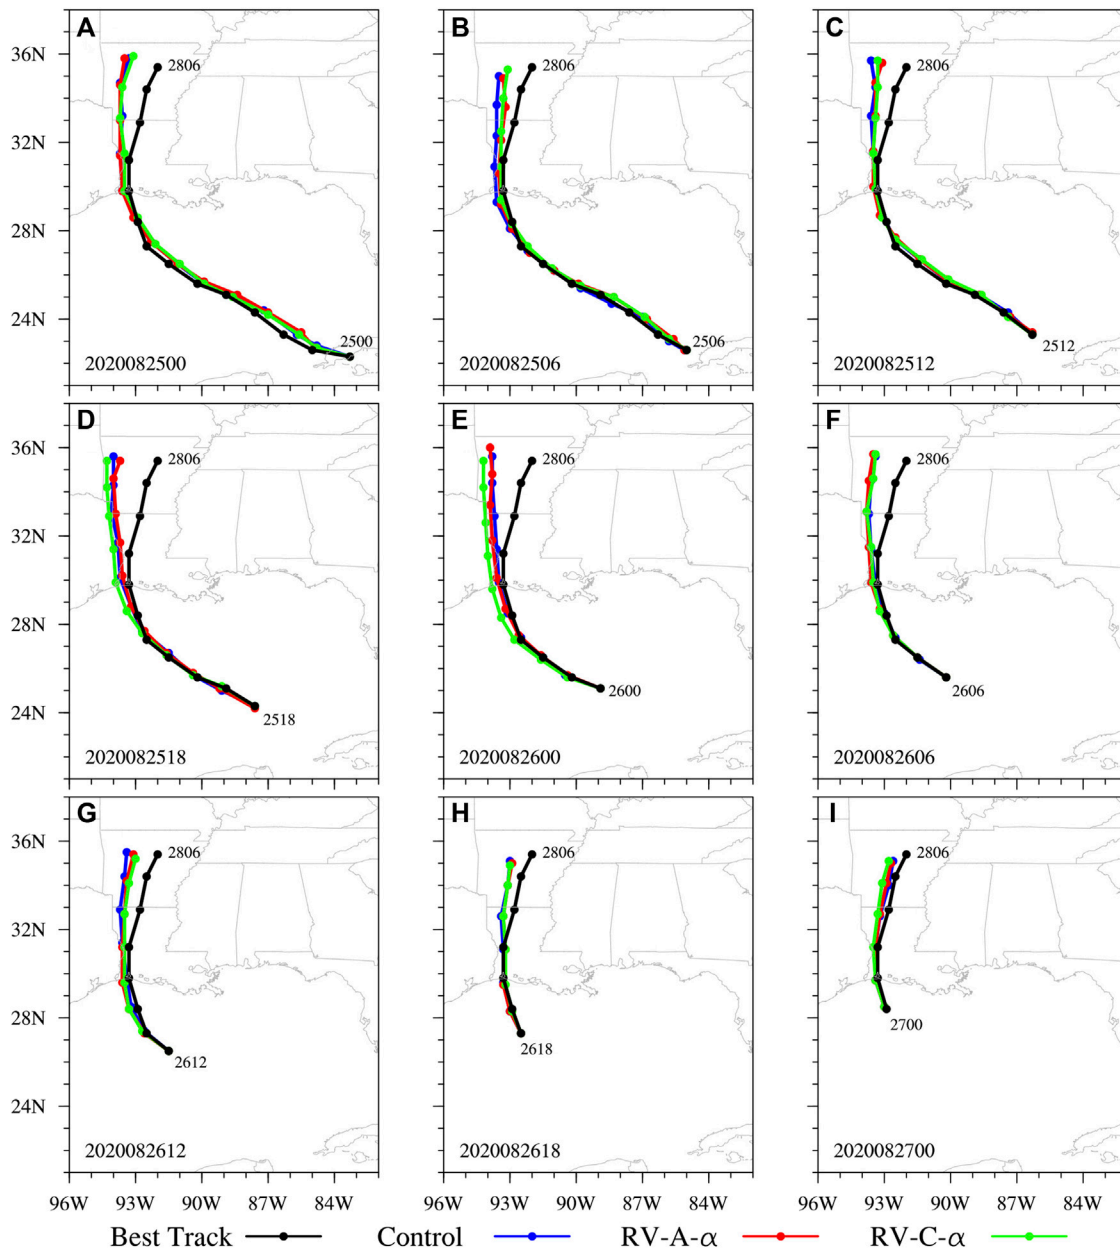 A
B
C
36N
2806
2806
2806
32N
28N
24N
2500
2506
2512
2020082500
2020082506
2020082512
D
E
F
36N
2806
2806
2806
32N
28N
24N
2518
2600
2606
2020082518
2020082600
2020082606
G
H
I
36N
2806
2806
2806
32N
28N
24N
2612
2618
2700
2020082612
2020082618
2020082700
96W 93W 90W 87W 84W 96W 93W 90W 87W 84W 96W 93W 90W 87W 84W
Best Track Control RV-A-α RV-C-α